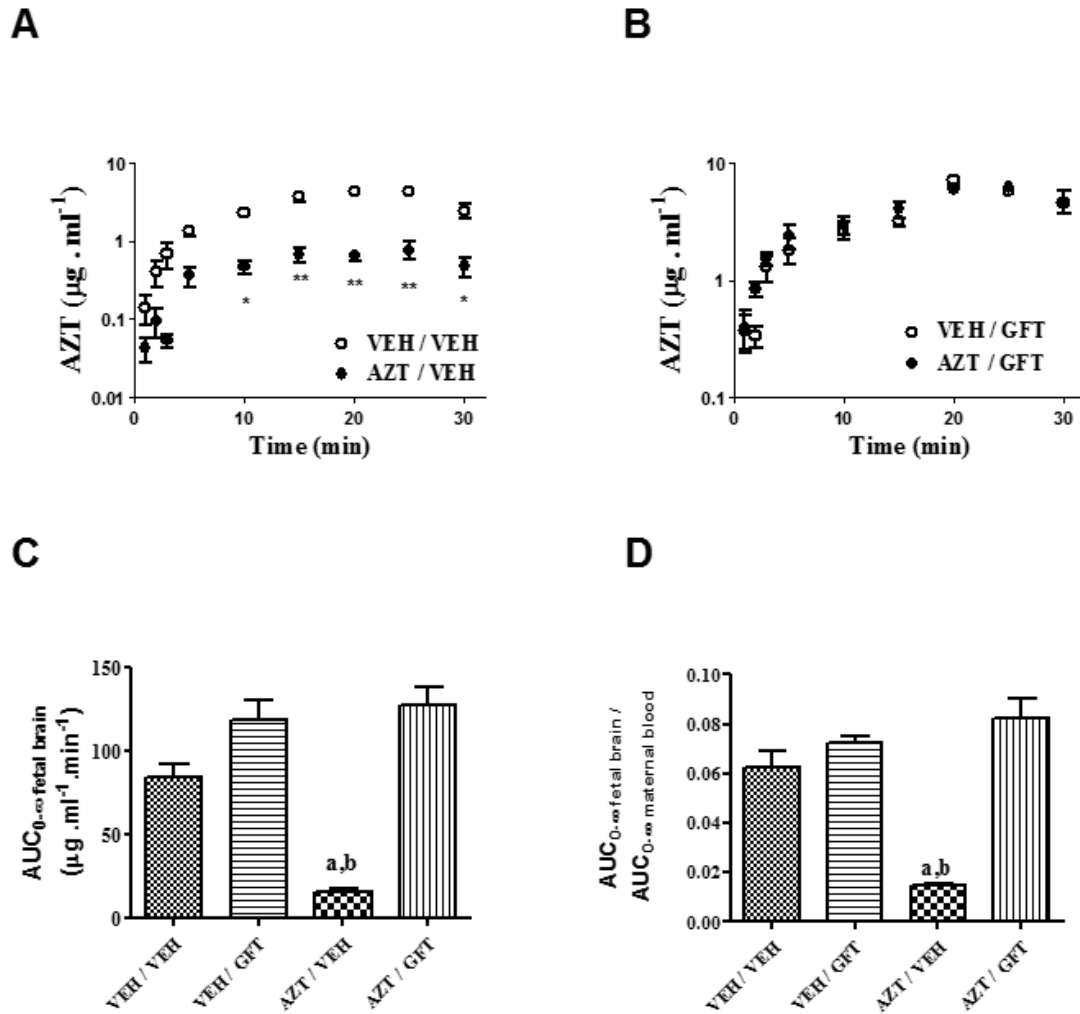 A
10
1
0.1
0.01
AZT (µg . ml-1)
0
10
20
30
Time (min)
*
**
**
**
*
VEH / VEH
AZT / VEH
B
10
1
0.1
AZT (µg . ml-1)
0
10
20
30
Time (min)
VEH / GFT
AZT / GFT
C
150
100
50
0
AUC0-∞ fetal brain
(µg .ml-1.min-1)
a,b
VEH / VEH
VEH / GFT
AZT / VEH
AZT / GFT
D
0.10
0.08
0.06
0.04
0.02
0.00
AUC0-∞ fetal brain /
AUC0-∞ maternal blood
a,b
VEH / VEH
VEH / GFT
AZT / VEH
AZT / GFT